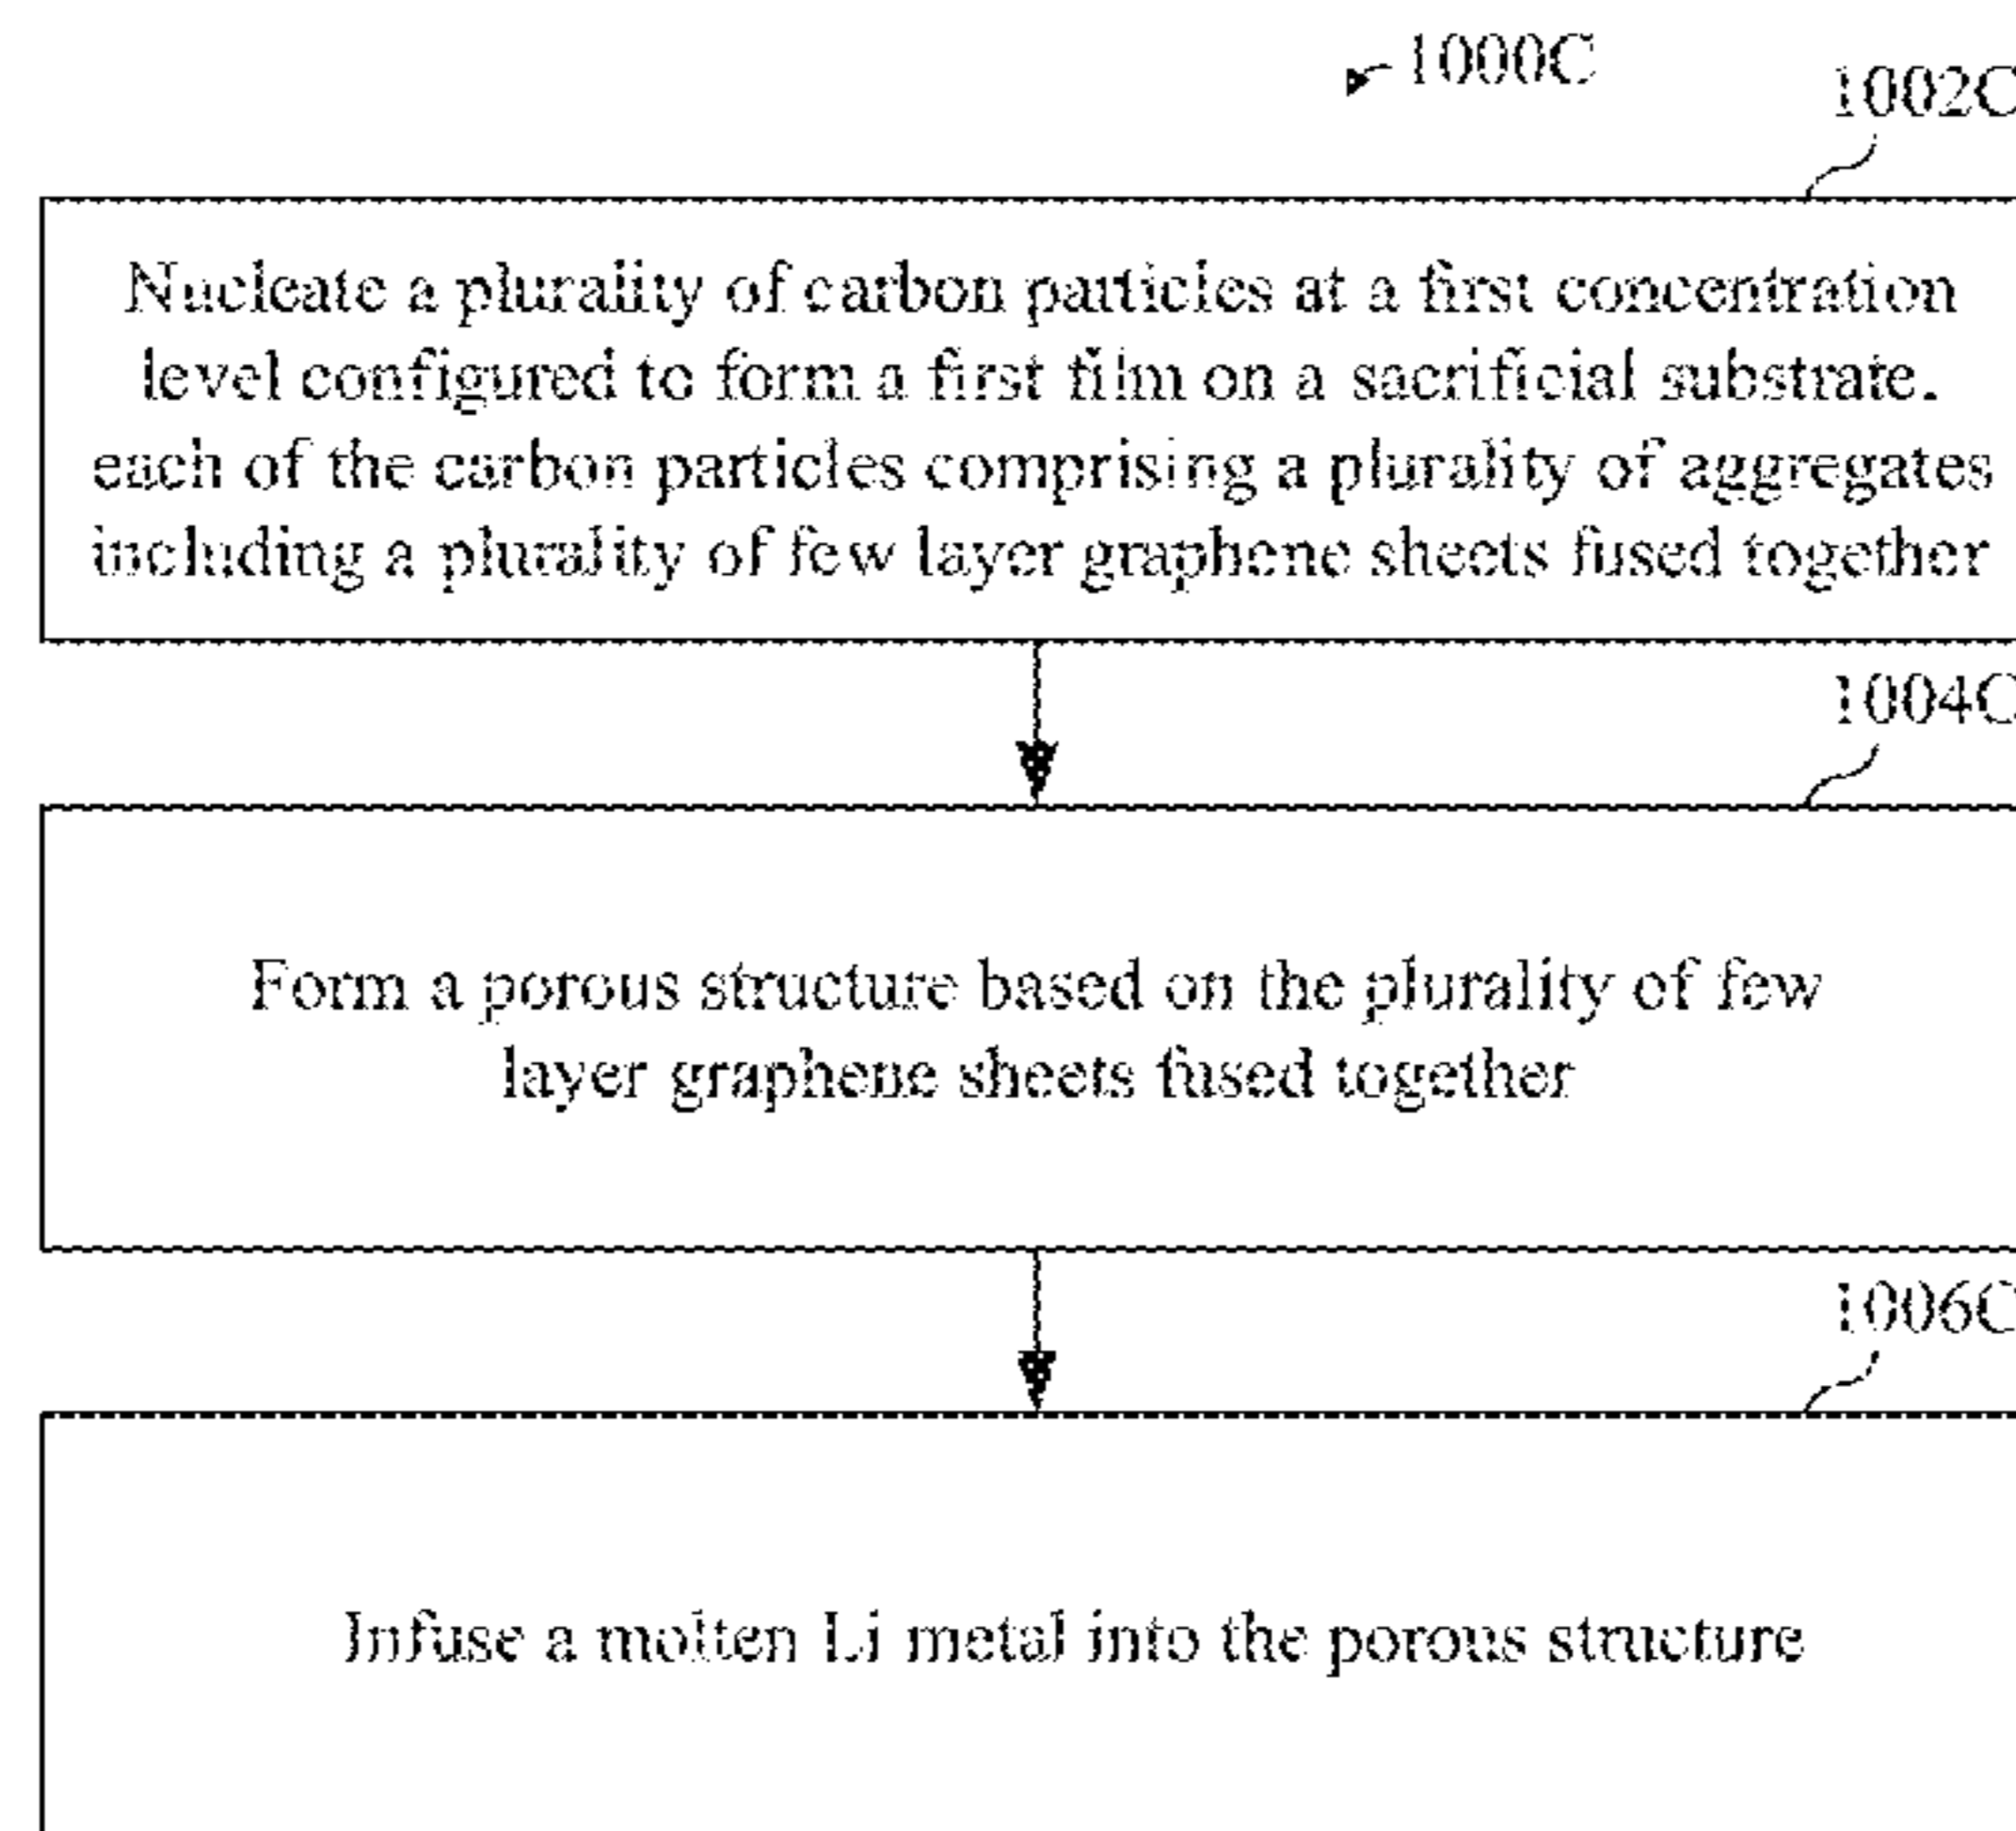 1000C
1002C
Nucleate a plurality of carbon particles at a first concentration
level configured to form a first film on a sacrificial substrate.
each of the carbon particles comprising a plurality of aggregates
including a plurality of few layer graphene sheets fused together
1004C
Form a porous structure based on the plurality of few
layer graphene sheets fused together
1006C
Infuse a molten Li metal into the porous structure